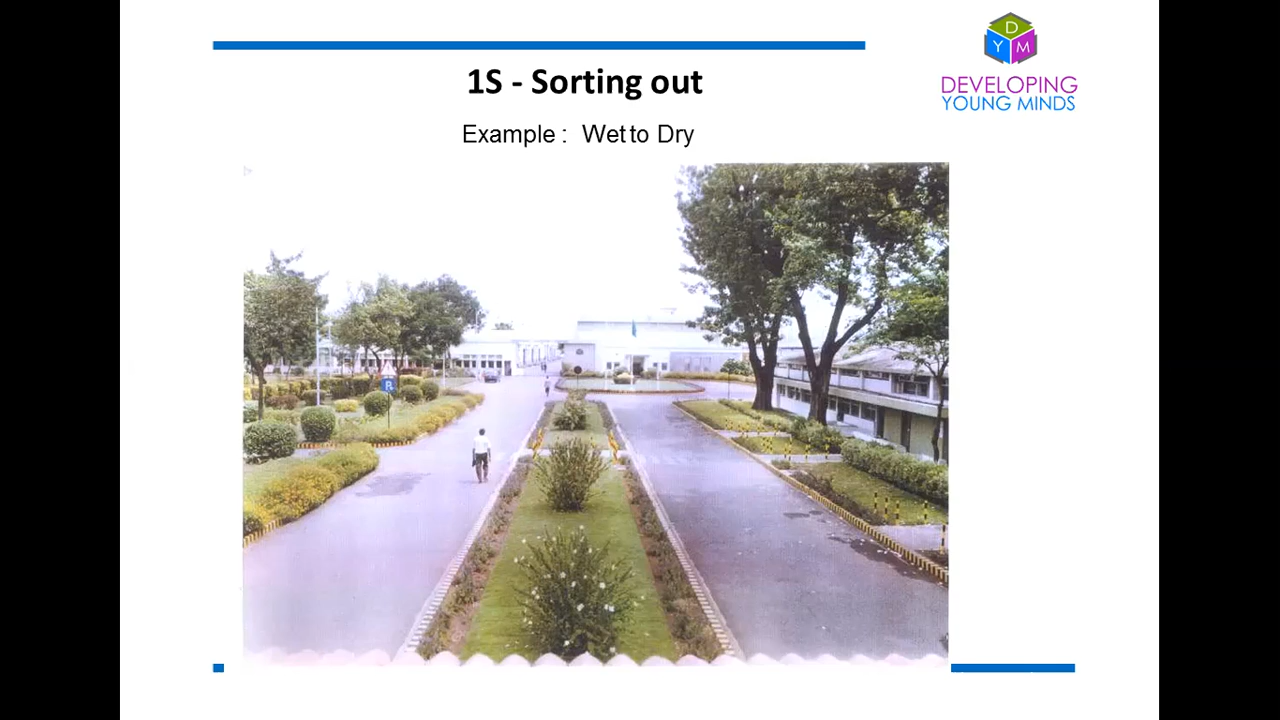 1S - Sorting out
Example : Wet to Dry
D
Y M
DEVELOPING
YOUNG MINDS
R